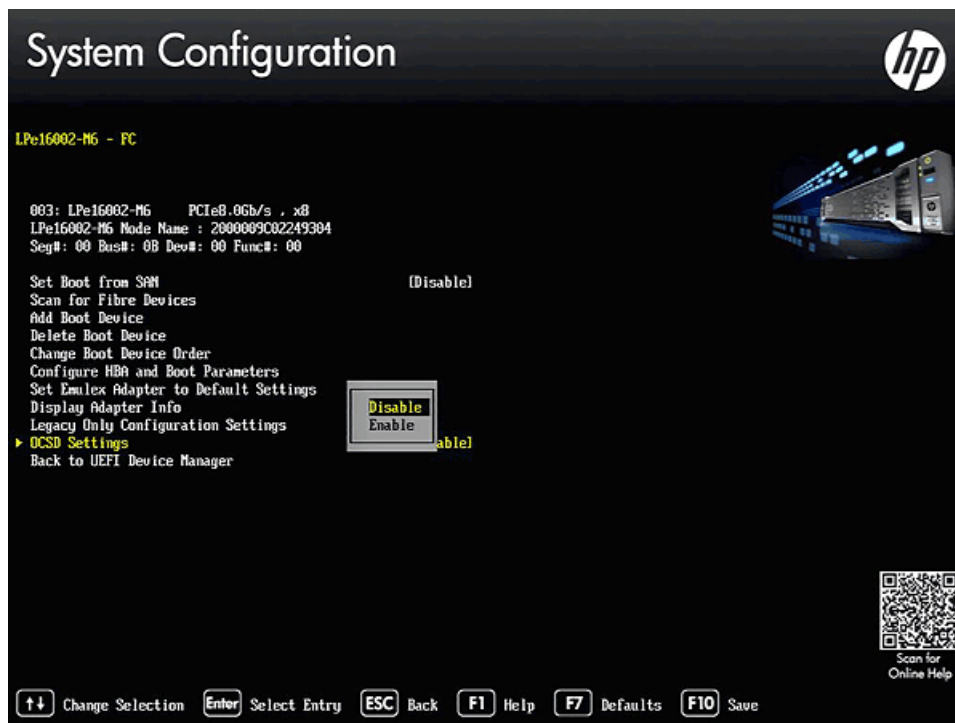 System Configuration
hp
LPe16002-M6 - FC
003: LPe16002-M6 PCIe8.0Gb/s , x8
LPe16002-M6 Node Name : 2000009C02249304
Seg#: 00 Bus#: 0B Dev#: 00 Func#: 00
Set Boot from SAN [Disable]
Scan for Fibre Devices
Add Boot Device
Delete Boot Device
Change Boot Device Order
Configure HBA and Boot Parameters
Set Emulex Adapter to Default Settings
Display Adapter Info
Disable
Legacy Only Configuration Settings
Enable
OCSD Settings able]
Back to UEFI Device Manager
Scan for
Online Help
↑↓ Change Selection Enter Select Entry ESC Back F1 Help F7 Defaults F10 Save